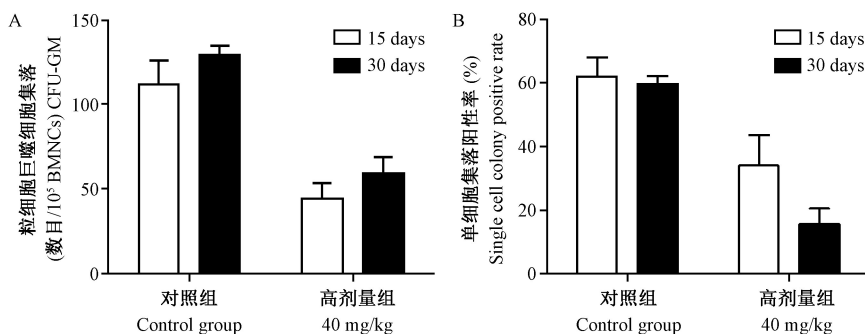 A
粒细胞巨噬细胞集落
(数目/10⁵ BMNCs) CFU-GM
150
100
50
0
15 days
30 days
对照组
Control group
高剂量组
40 mg/kg
B
单细胞集落阳性率 (%)
Single cell colony positive rate
80
60
40
20
0
15 days
30 days
对照组
Control group
高剂量组
40 mg/kg